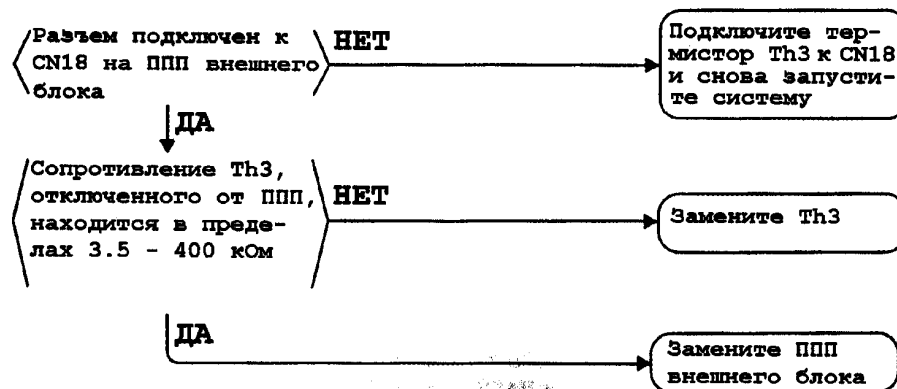 Разъем подключен к
CN18 на ППП внешнего
блока
НЕТ
Подключите тер-
мистор Th3 к CN18
и снова запусти-
те систему
ДА
Сопротивление Th3,
отключенного от ППП,
находится в преде-
лах 3.5 - 400 кОм
НЕТ
Замените Th3
ДА
Замените ППП
внешнего блока